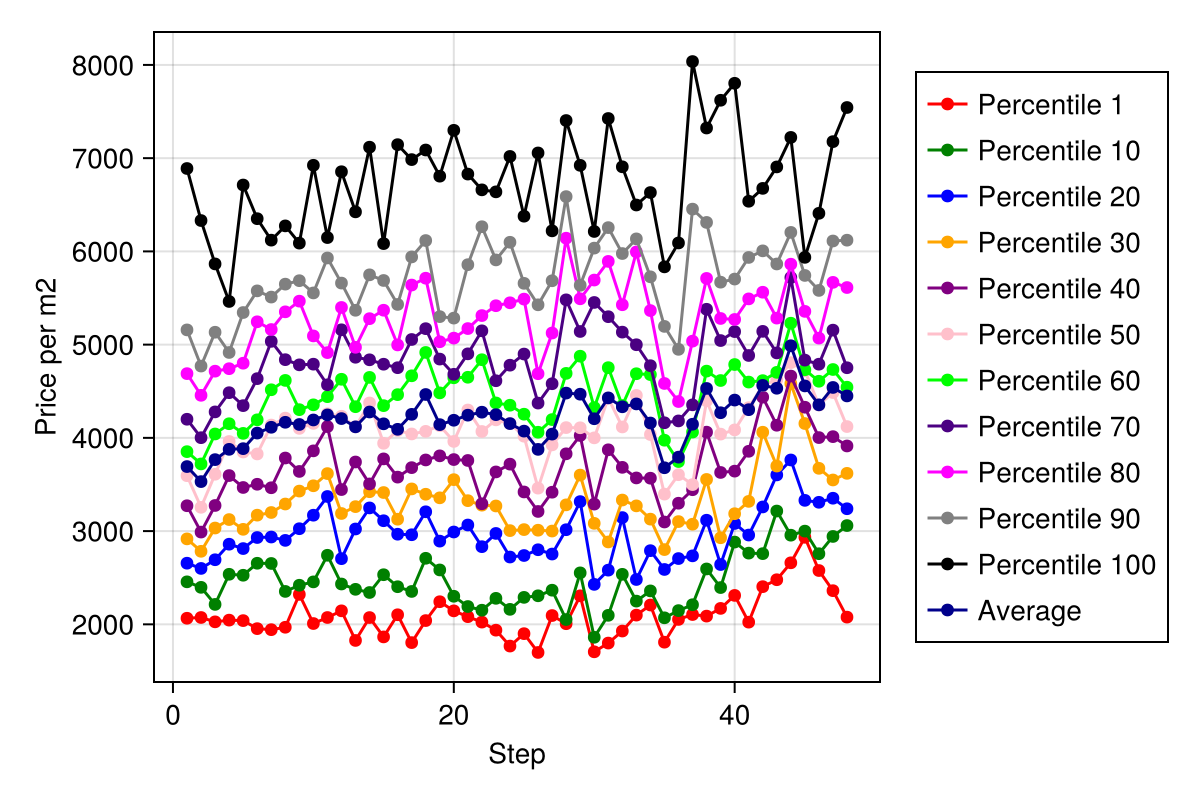 8000
7000
6000
5000
4000
3000
2000
Price per m2
0
20
40
Step
Percentile 1
Percentile 10
Percentile 20
Percentile 30
Percentile 40
Percentile 50
Percentile 60
Percentile 70
Percentile 80
Percentile 90
Percentile 100
Average